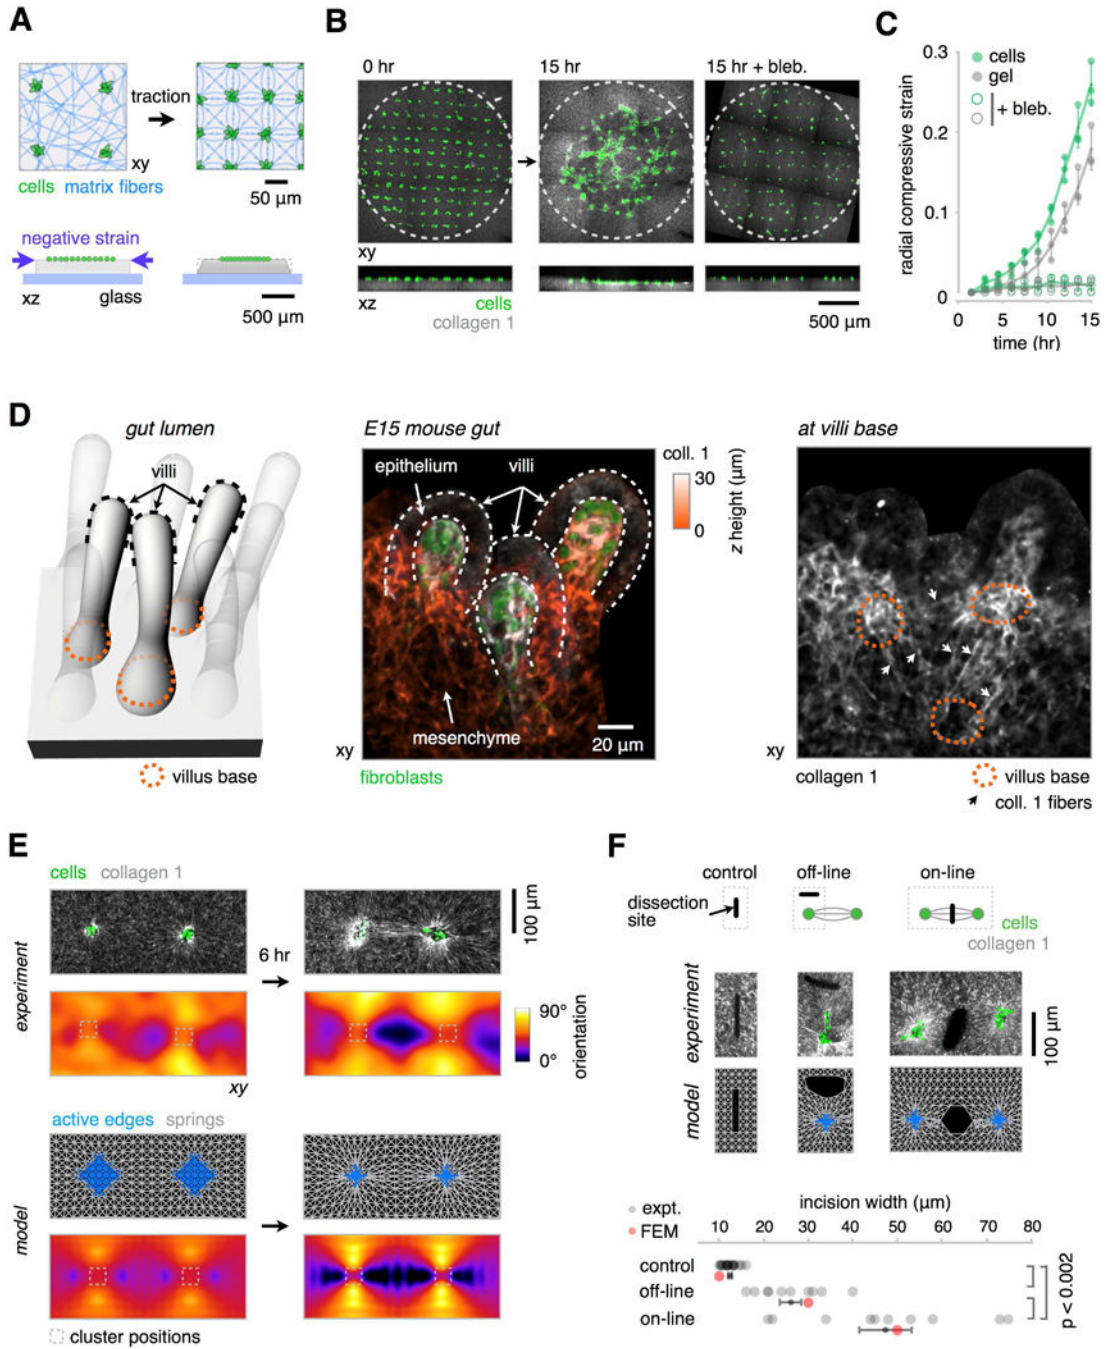 A
traction
xy
cells matrix fibers
50 µm
negative strain
xz
glass
500 µm
B
0 hr
15 hr
15 hr + bleb.
xy
xz
cells
collagen 1
500 µm
C
radial compressive strain
0.3
0.2
0.1
0
cells
gel
+ bleb.
0 5 10 15
time (hr)
D
gut lumen
villi
villus base
E15 mouse gut
epithelium
villi
mesenchyme
20 µm
xy
fibroblasts
coll. 1
30
0
z height (µm)
at villi base
xy
collagen 1
villus base
coll. 1 fibers
E
cells collagen 1
experiment
6 hr
100 µm
90°
0°
orientation
xy
active edges springs
model
cluster positions
F
control
off-line
on-line
dissection
site
cells
collagen 1
experiment
100 µm
model
incision width (µm)
expt.
FEM
10 20 30 40 50 60 70 80
control
off-line
on-line
p < 0.002